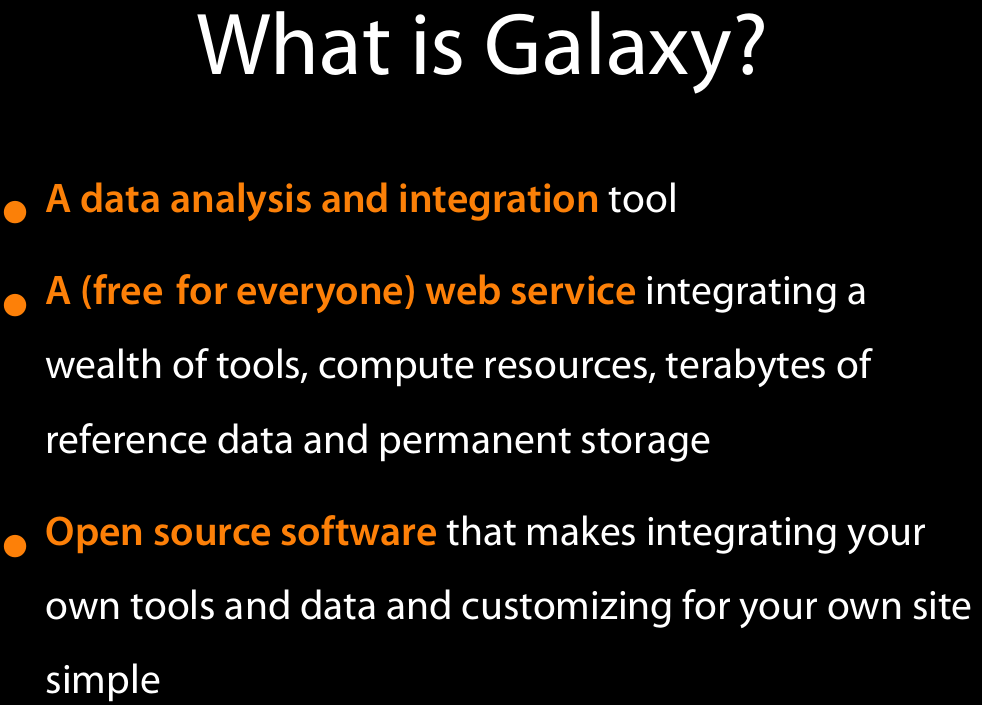 What is Galaxy?
A data analysis and integration tool
A (free for everyone) web service integrating a
wealth of tools, compute resources, terabytes of
reference data and permanent storage
Open source software that makes integrating your
own tools and data and customizing for your own site
simple